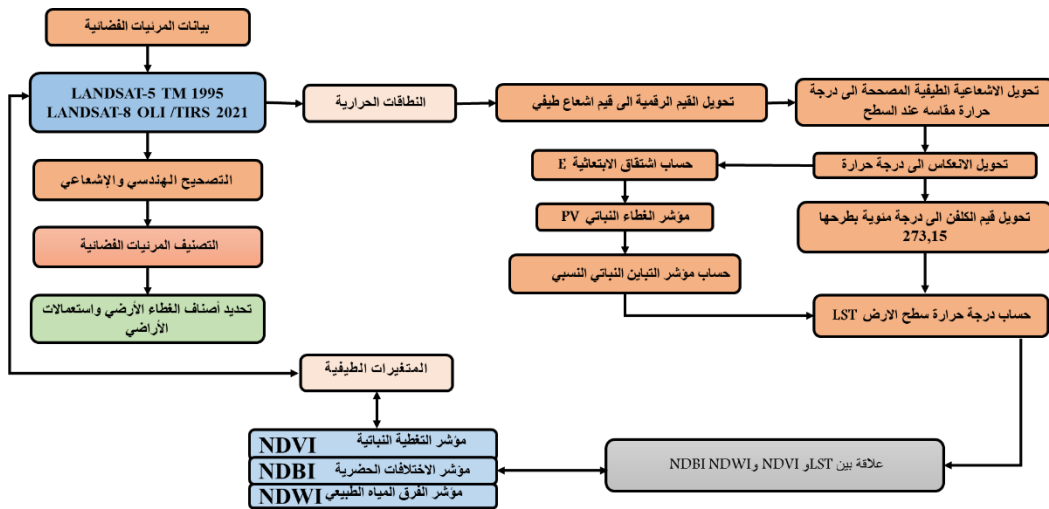 بيانات المرئيات الفضائية
LANDSAT-5 TM 1995
LANDSAT-8 OLI /TIRS 2021
النطاقات الحرارية
تحويل القيم الرقمية الى قيم اشعاع طيفي
تحويل الاشعاعية الطيفية المصححة الى درجة
حرارة مقاسه عند السطح
التصحيح الهندسي والإشعاعي
حساب اشتقاق الابتعاثية E
تحويل الانعكاس الى درجة حرارة
مؤشر الغطاء النباتي PV
تحويل قيم الكلفن الى درجة مئوية بطرحها
273,15
التصنيف المرئيات الفضائية
حساب مؤشر التباين النباتي النسبي
تحديد أصناف الغطاء الأرضي واستعمالات
الأراضي
حساب درجة حرارة سطح الارض LST
المتغيرات الطيفية
مؤشر التغطية النباتية NDVI
مؤشر الاختلافات الحضرية NDBI
مؤشر الفرق المياه الطبيعي NDWI
علاقة بين LSTو NDVI وNDBI NDWI